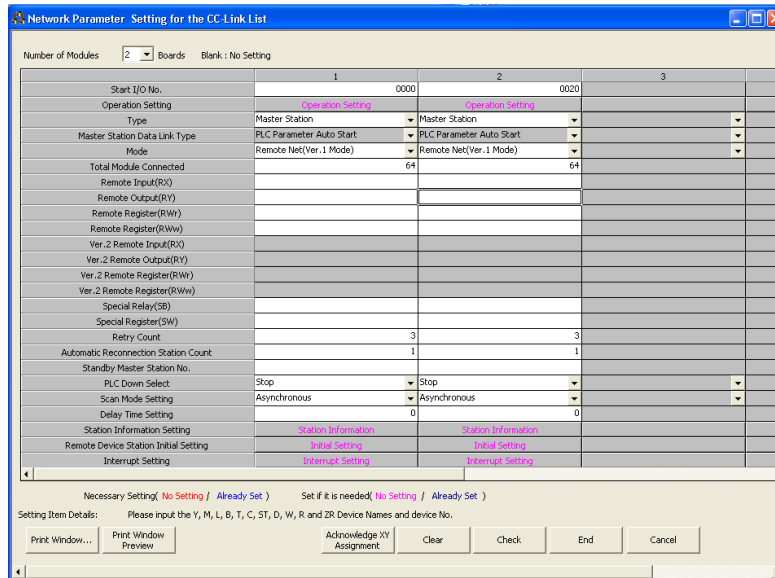 Network Parameter  Setting for the CC-Link List
Number of Modules 2 Boards Blank : No Setting
1 2 3
Start I/O No. 0000 0020
Operation Setting Operation Setting Operation Setting
Type Master Station Master Station
Master Station Data Link Type PLC Parameter Auto Start PLC Parameter Auto Start
Mode Remote Net(Ver.1 Mode) Remote Net(Ver.1 Mode)
Total Module Connected 64 64
Remote Input(RX)
Remote Output(RY)
Remote Register(RWr)
Remote Register(RWw)
Ver.2 Remote Input(RX)
Ver.2 Remote Output(RY)
Ver.2 Remote Register(RWr)
Ver.2 Remote Register(RWw)
Special Relay(SB)
Special Register(SW)
Retry Count 3 3
Automatic Reconnection Station Count 1 1
Standby Master Station No.
PLC Down Select Stop Stop
Scan Mode Setting Asynchronous Asynchronous
Delay Time Setting 0 0
Station Information Setting Station Information Station Information
Remote Device Station Initial Setting Initial Setting Initial Setting
Interrupt Setting Interrupt Setting Interrupt Setting
Necessary Setting( No Setting / Already Set ) Set if it is needed( No Setting / Already Set )
Setting Item Details: Please input the Y, M, L, B, T, C, ST, D, W, R and ZR Device Names and device No.
Print Window... Print Window Preview Acknowledge XY Assignment Clear Check End Cancel